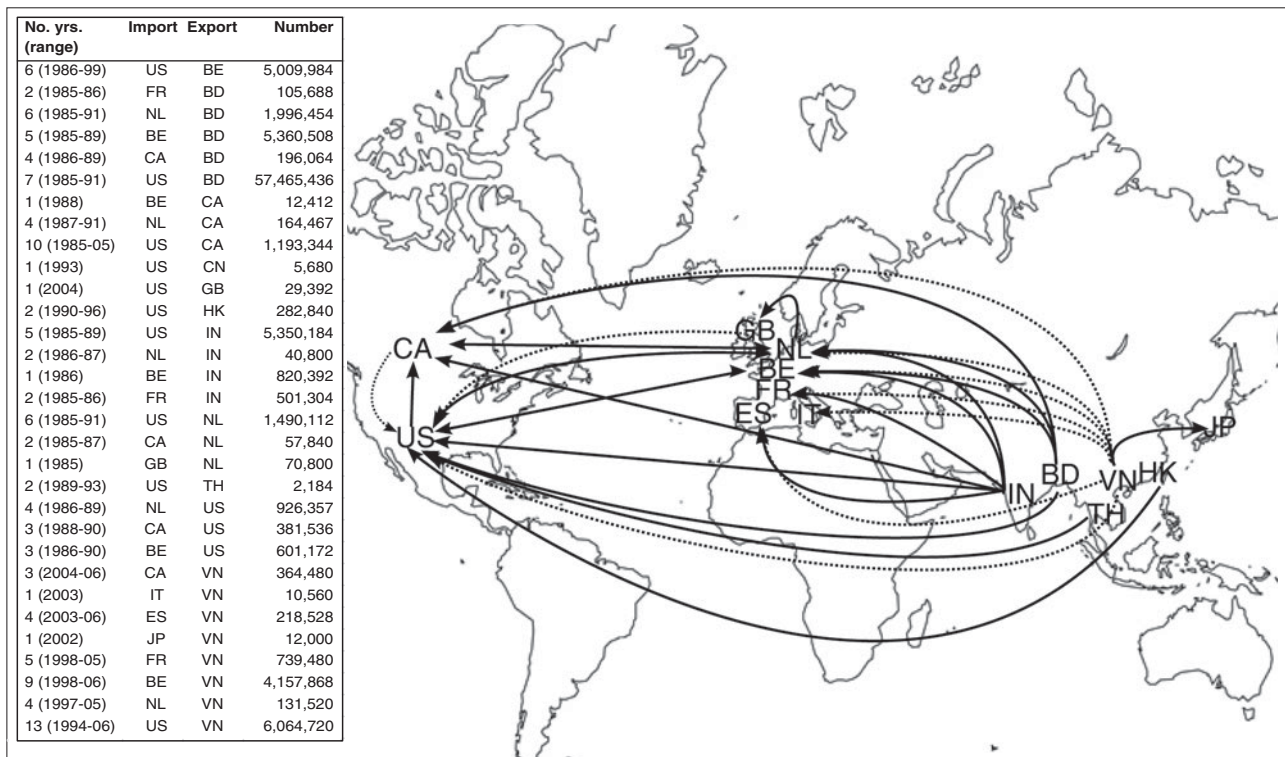 No. yrs. Import Export Number
(range)
6 (1986-99) US BE 5,009,984
2 (1985-86) FR BD 105,688
6 (1985-91) NL BD 1,996,454
5 (1985-89) BE BD 5,360,508
4 (1986-89) CA BD 196,064
7 (1985-91) US BD 57,465,436
1 (1988) BE CA 12,412
4 (1987-91) NL CA 164,467
10 (1985-05) US CA 1,193,344
1 (1993) US CN 5,680
1 (2004) US GB 29,392
2 (1990-96) US HK 282,840
5 (1985-89) US IN 5,350,184
2 (1986-87) NL IN 40,800
1 (1986) BE IN 820,392
2 (1985-86) FR IN 501,304
6 (1985-91) US NL 1,490,112
2 (1985-87) CA NL 57,840
1 (1985) GB NL 70,800
2 (1989-93) US TH 2,184
4 (1986-89) NL US 926,357
3 (1988-90) CA US 381,536
3 (1986-90) BE US 601,172
3 (2004-06) CA VN 364,480
1 (2003) IT VN 10,560
4 (2003-06) ES VN 218,528
1 (2002) JP VN 12,000
5 (1998-05) FR VN 739,480
9 (1998-06) BE VN 4,157,868
4 (1997-05) NL VN 131,520
13 (1994-06) US VN 6,064,720
GB
CA NL
BE
FR
ES IT
US JP
BD VN HK
IN
TH